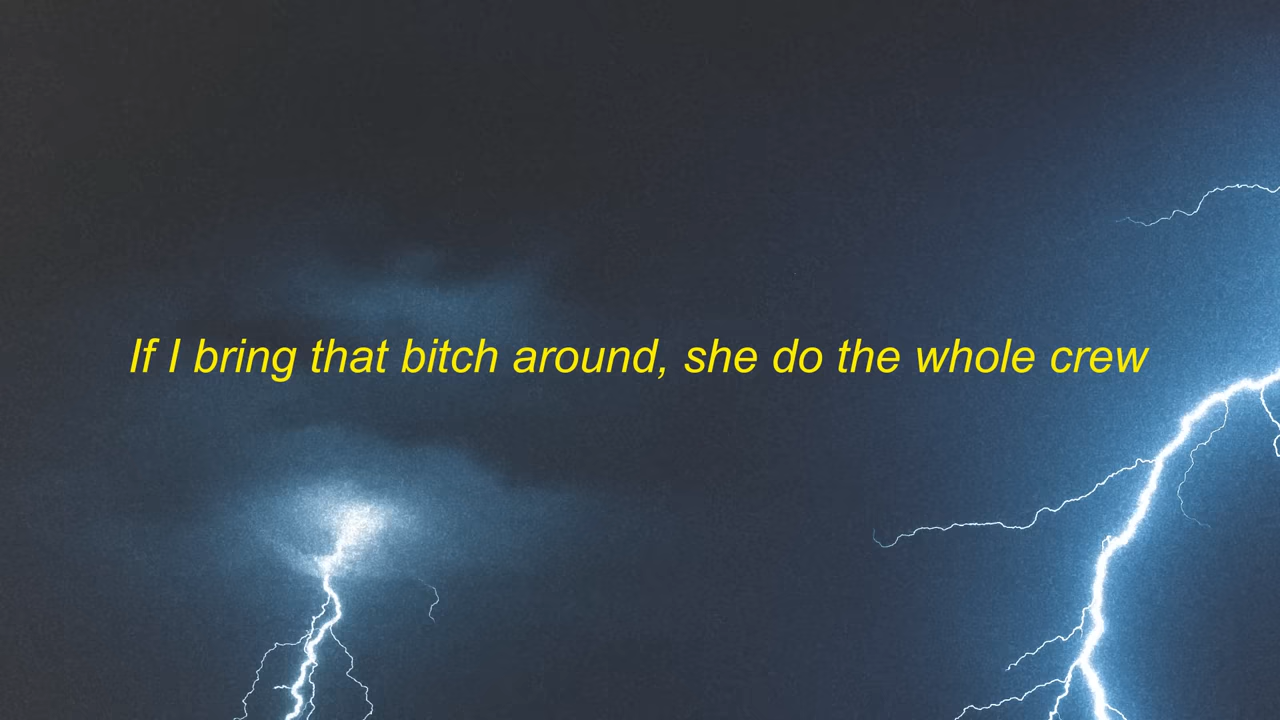 If I bring that bitch around, she do the whole crew